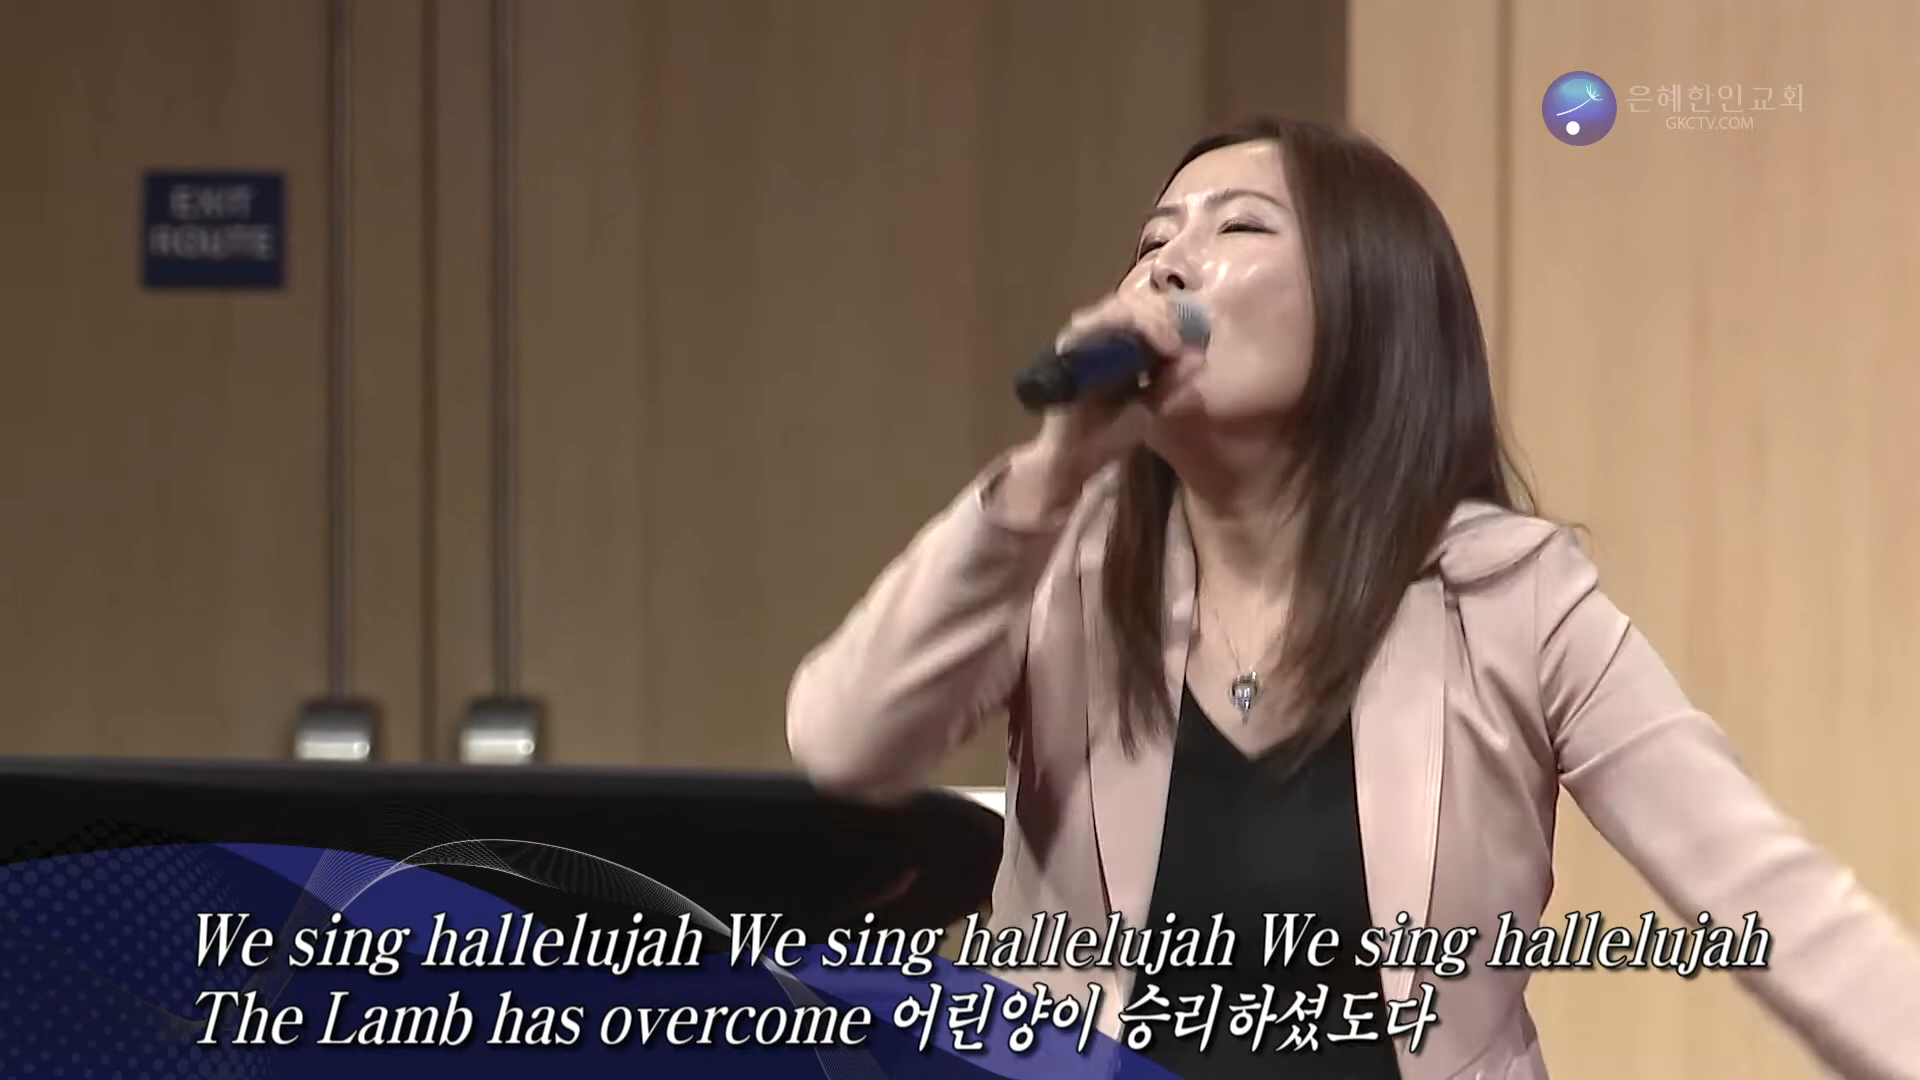 은혜한인교회
GKCTV.COM
EXIT
ROUTE
We sing hallelujah We sing hallelujah We sing hallelujah
The Lamb has overcome 어린양이 승리하셨도다